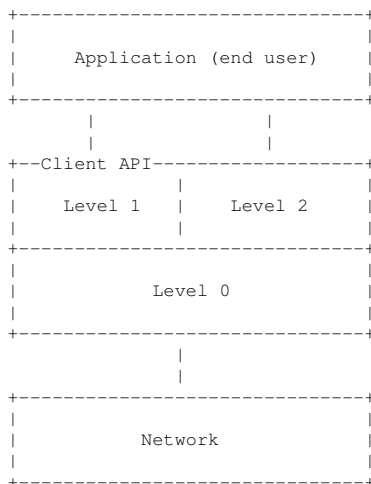 Application (end user)
Client API
Level 1 Level 2
Level 0
Network